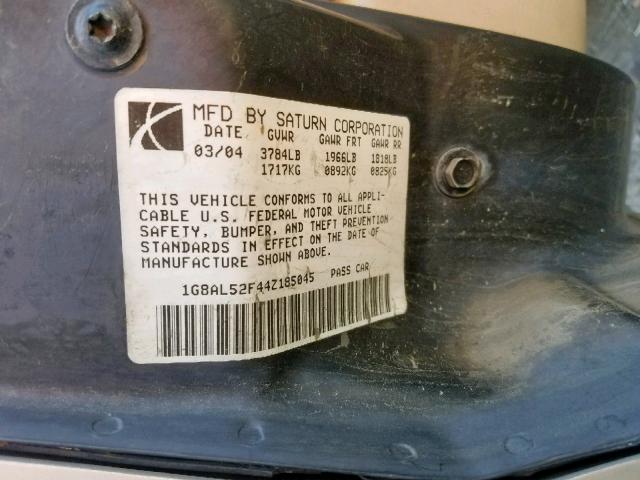 MFD BY SATURN CORPORATION
DATE GVWR GAWR FRT GAWR RR
03/04 3784LB 1966LB 1818LB
1717KG 0892KG 0825KG
THIS VEHICLE CONFORMS TO ALL APPLI-
CABLE U.S. FEDERAL MOTOR VEHICLE
SAFETY, BUMPER, AND THEFT PREVENTION
STANDARDS IN EFFECT ON THE DATE OF
MANUFACTURE SHOWN ABOVE.
1G8AL52F44Z185045 PASS CAR